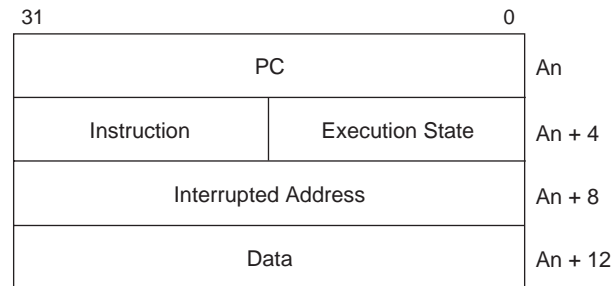 31 0
PC An
Instruction Execution State An + 4
Interrupted Address An + 8
Data An + 12